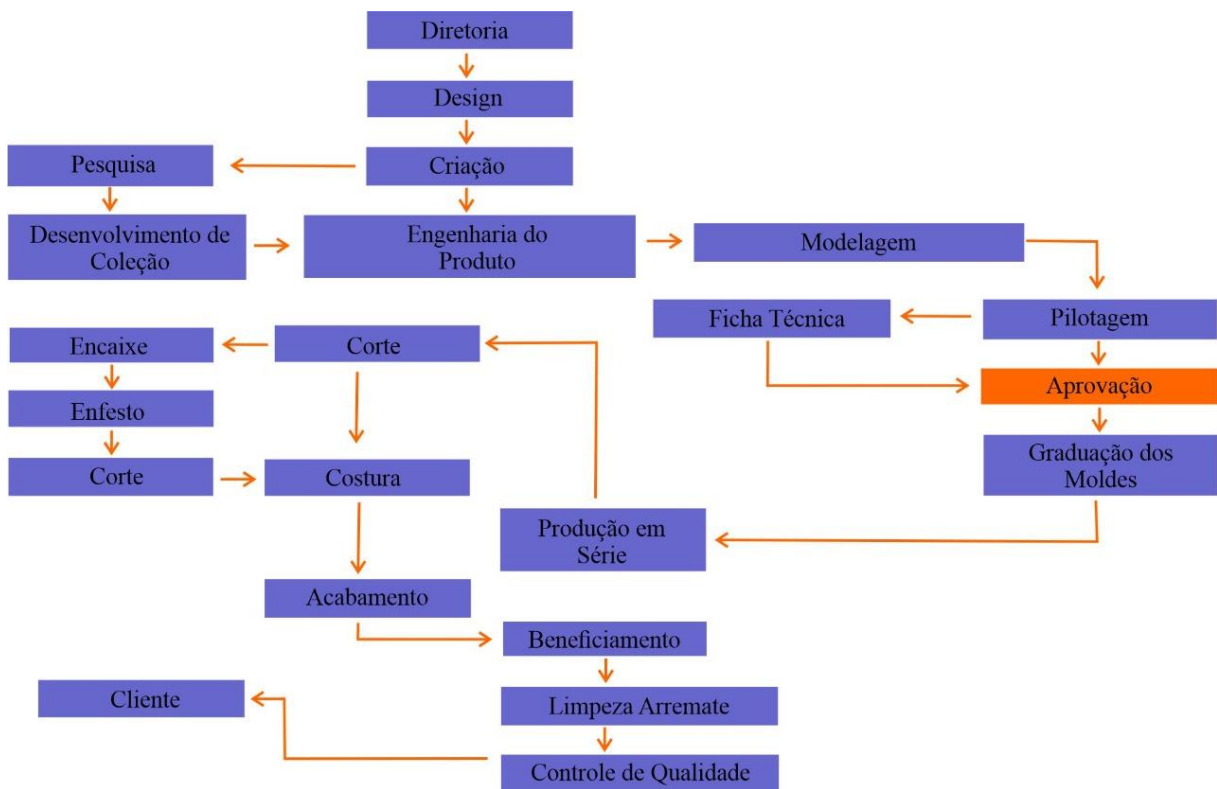 Diretoria
Design
Pesquisa
Criação
Desenvolvimento de
Coleção
Engenharia do
Produto
Modelagem
Ficha Técnica
Pilotagem
Encaixe
Corte
Aprovação
Enfesto
Graduação dos
Moldes
Corte
Costura
Produção em
Série
Acabamento
Beneficiamento
Cliente
Limpeza Arremate
Controle de Qualidade